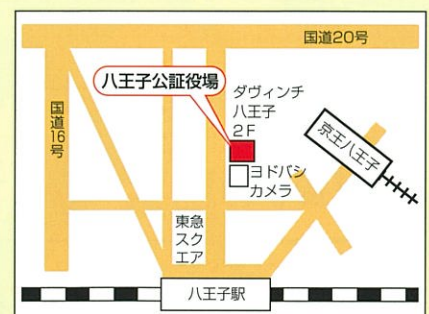 国道20号
八王子公証役場
ダヴィンチ
八王子
2F
国道16号
京王八王子
ヨドバシ
カメラ
東急
スク
エア
八王子駅